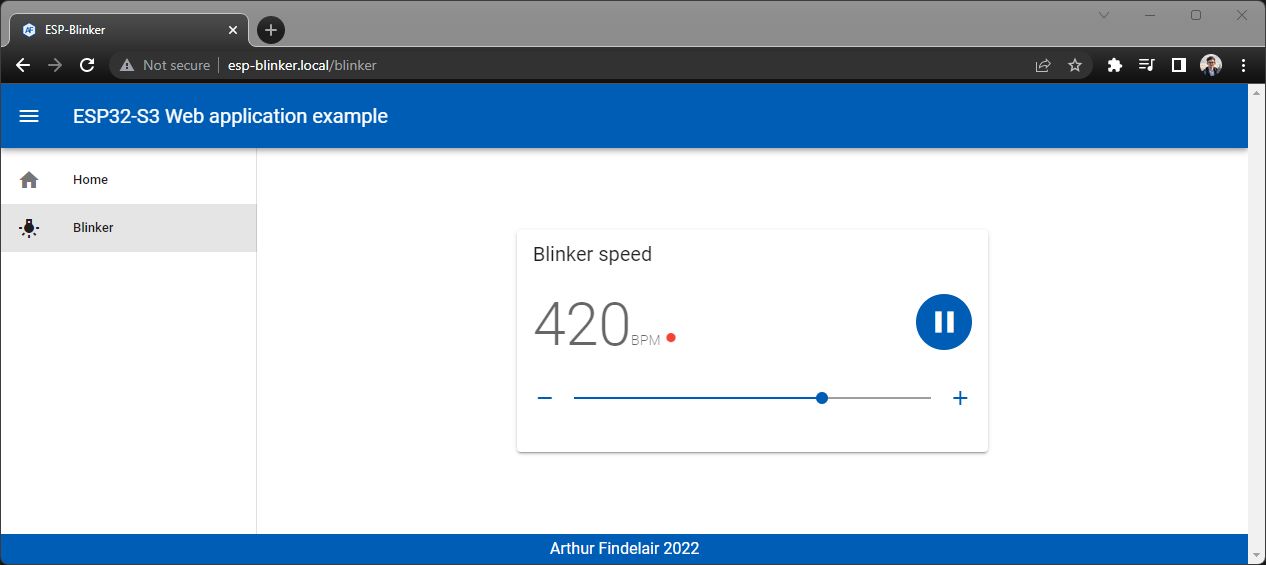 ESP-Blinker
Not secure esp-blinker.local/blinker
ESP32-S3 Web application example
Home
Blinker
Blinker speed
420 BPM
Arthur Findelair 2022